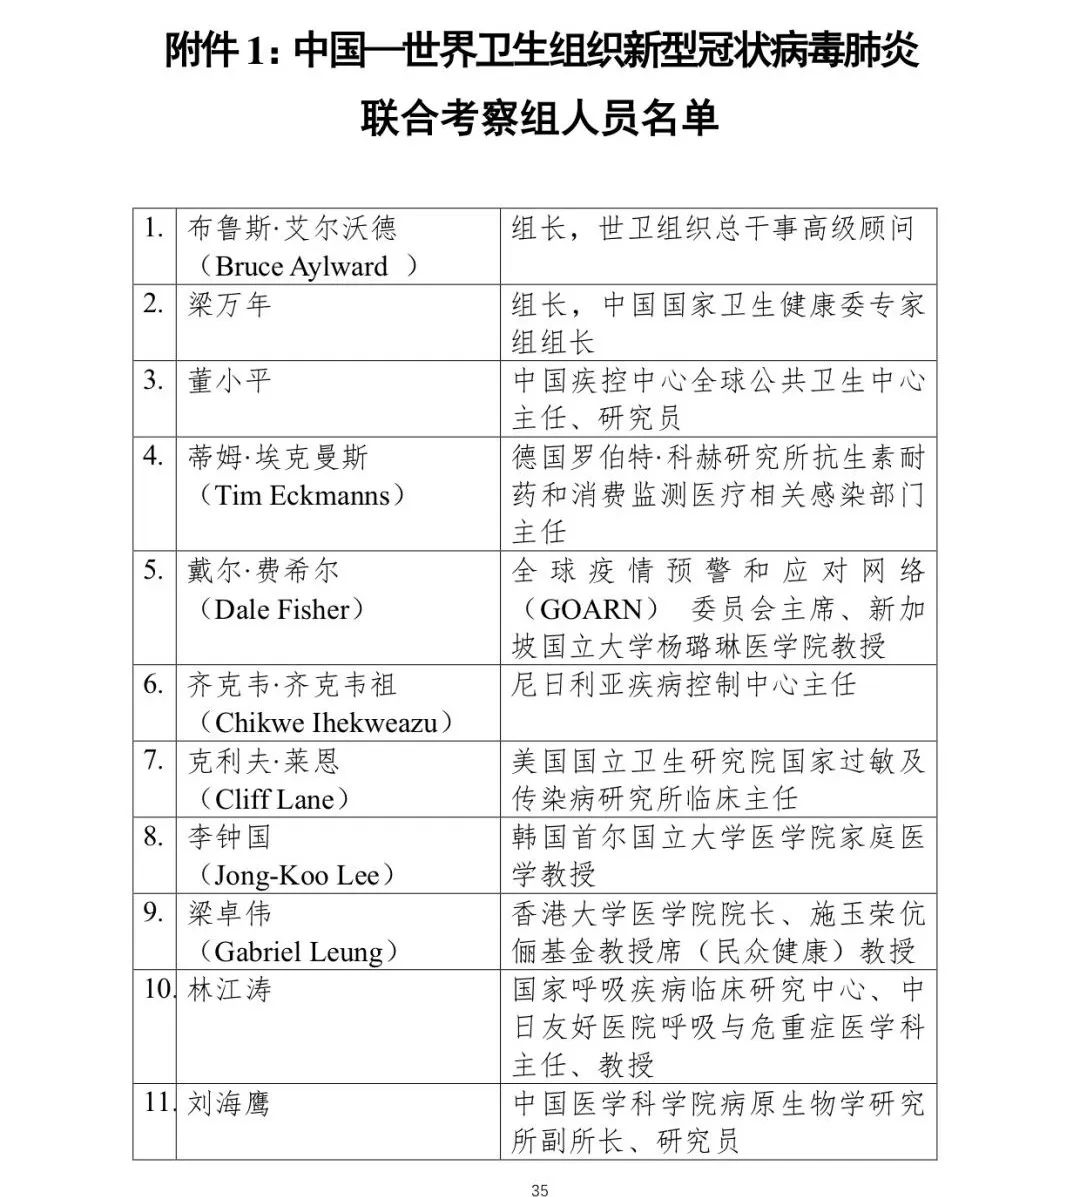 附件 1：中国—世界卫生组织新型冠状病毒肺炎
联合考察组人员名单
1. 布鲁斯·艾尔沃德 组长，世卫组织总干事高级顾问
（Bruce Aylward ）
2. 梁万年 组长，中国国家卫生健康委专家
组组长
3. 董小平 中国疾控中心全球公共卫生中心
主任、研究员
4. 蒂姆·埃克曼斯 德国罗伯特·科赫研究所抗生素耐
（Tim Eckmanns） 药和消费监测医疗相关感染部门
主任
5. 戴尔·费希尔 全球疫情预警和应对网络
（Dale Fisher） （GOARN） 委员会主席、新加
坡国立大学杨璐琳医学院教授
6. 齐克韦·齐克韦祖 尼日利亚疾病控制中心主任
（Chikwe Ihekweazu）
7. 克利夫·莱恩 美国国立卫生研究院国家过敏及
（Cliff Lane） 传染病研究所临床主任
8. 李钟国 韩国首尔国立大学医学院家庭医
（Jong-Koo Lee） 学教授
9. 梁卓伟 香港大学医学院院长、施玉荣伉
（Gabriel Leung） 俪基金教授席（民众健康）教授
10. 林江涛 国家呼吸疾病临床研究中心、中
日友好医院呼吸与危重症医学科
主任、教授
11. 刘海鹰 中国医学科学院病原生物学研究
所副所长、研究员
35